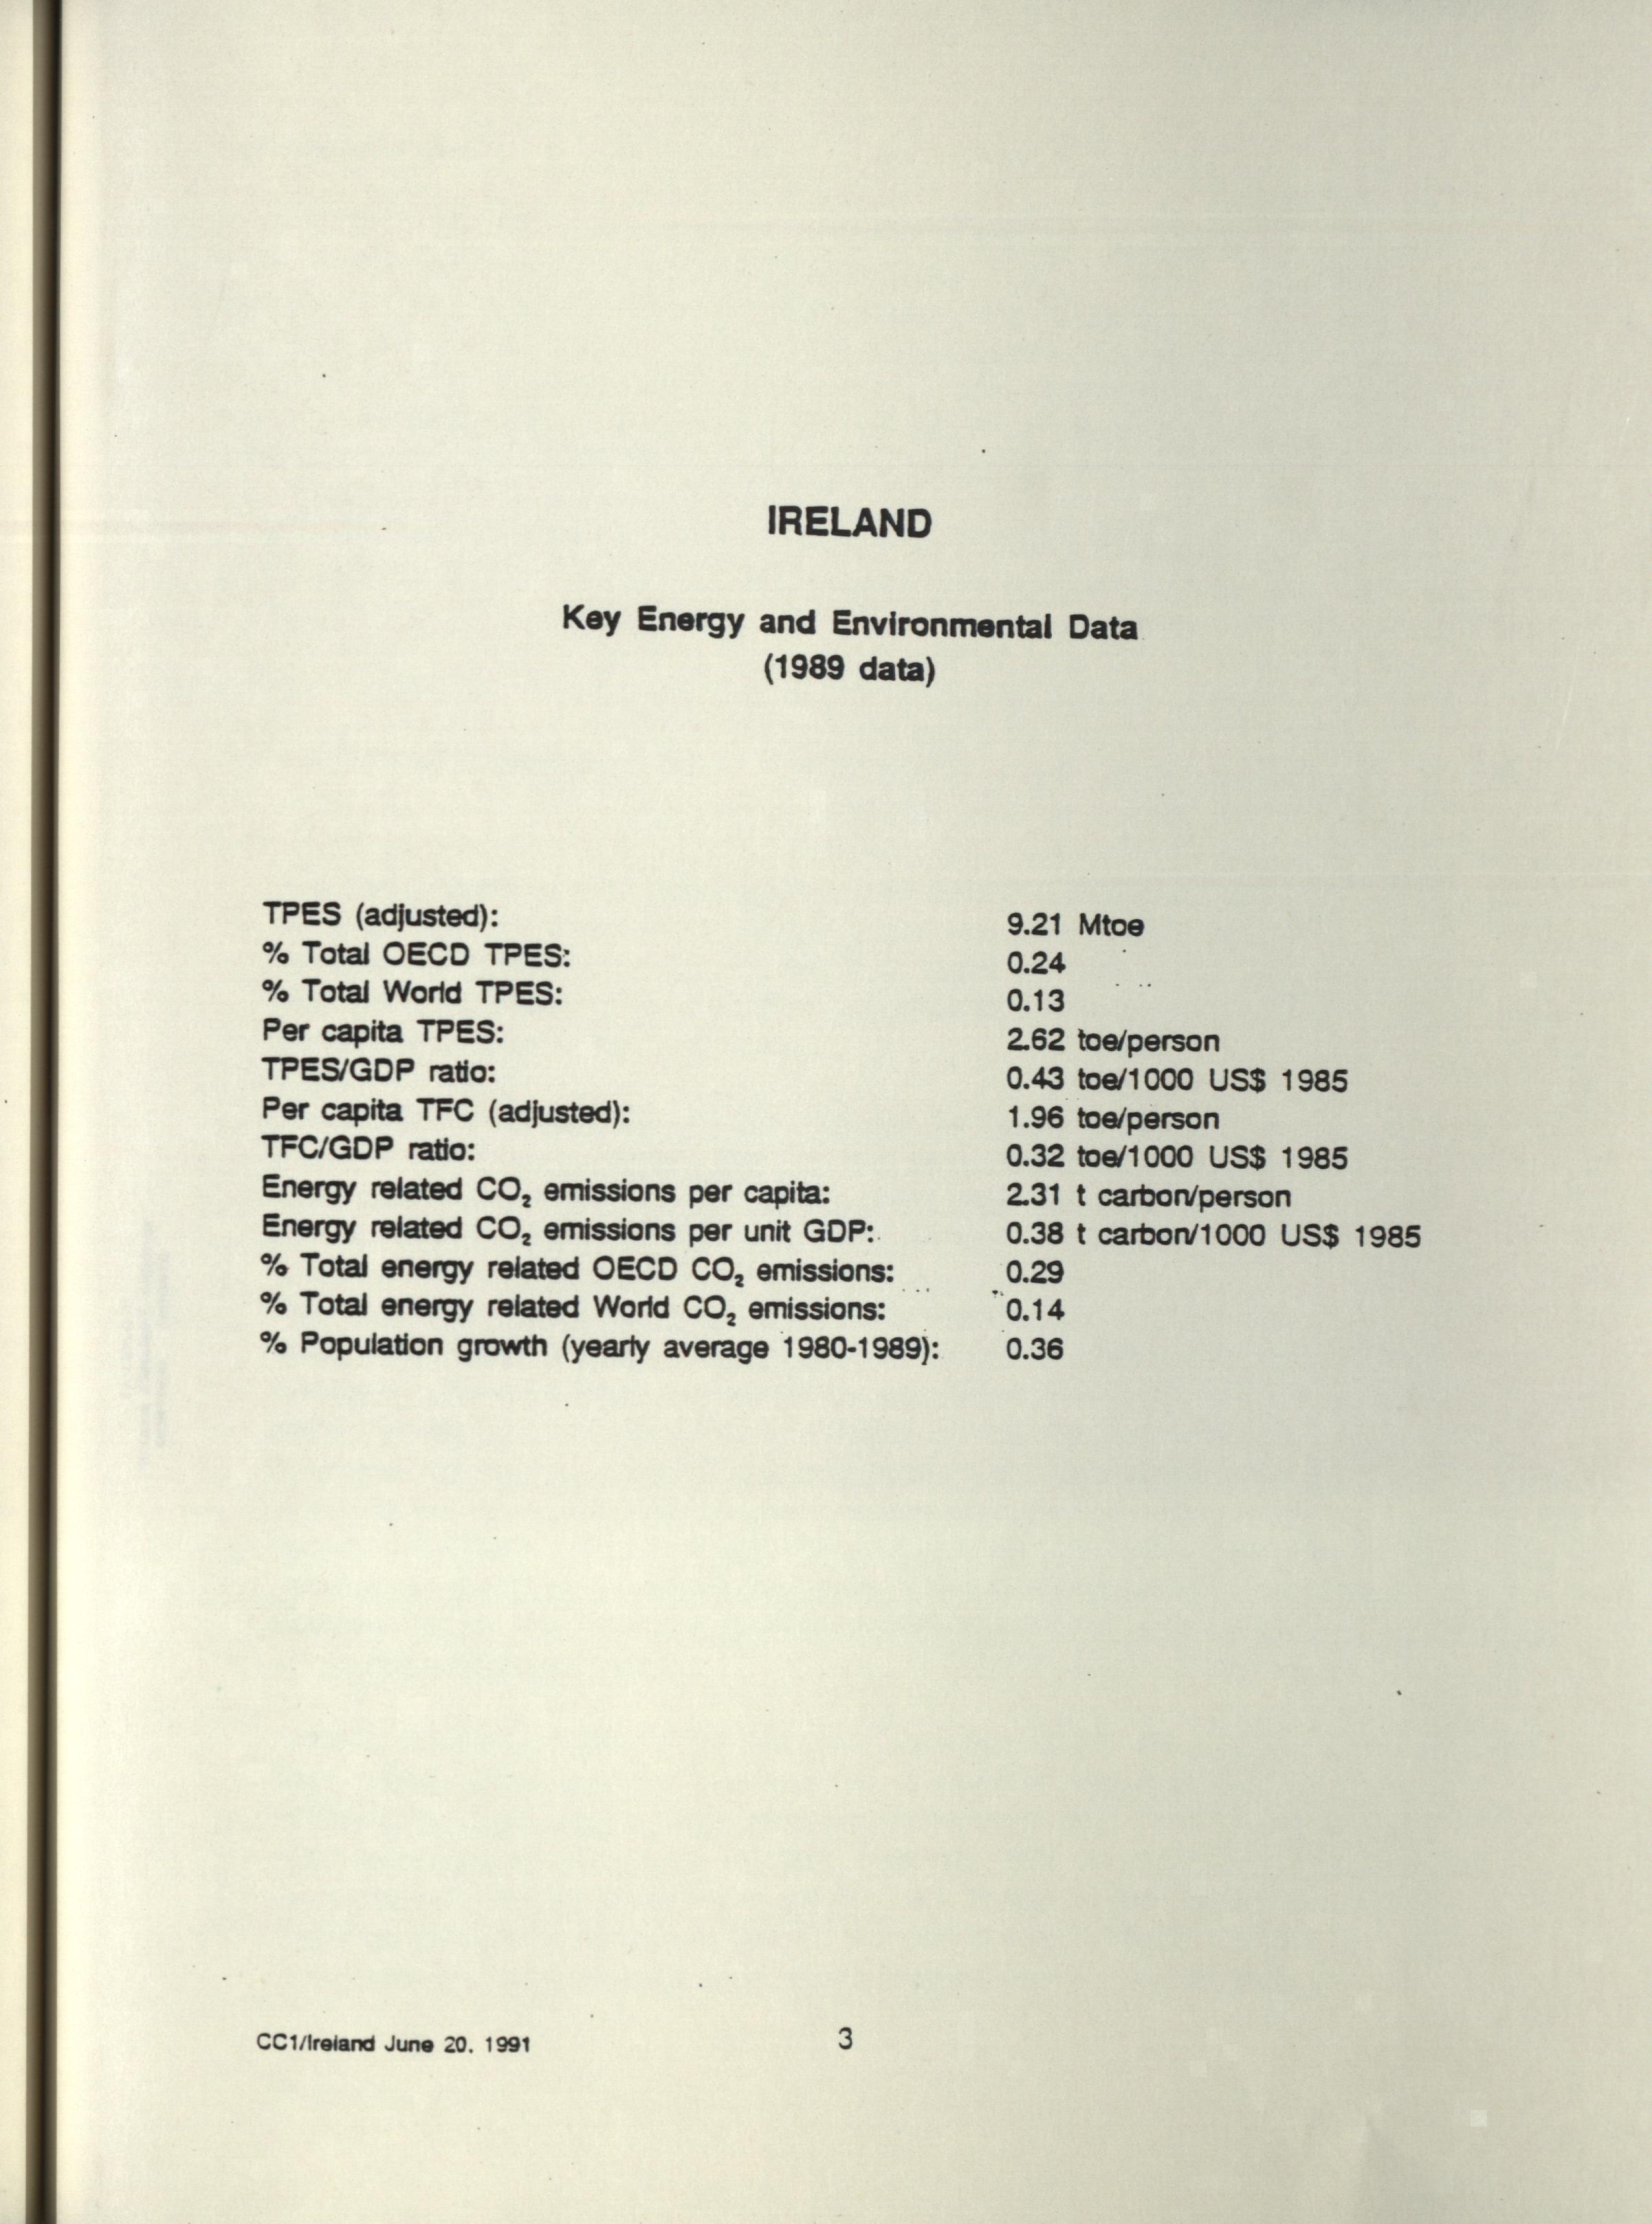 IRELAND
Key Energy and Environmental Data
(1989 data)
TPES (adjusted): 9.21 Mtoe
% Total OECD TPES: 0.24
% Total World TPES: 0.13
Per capita TPES: 2.62 toe/person
TPES/GDP ratio: 0.43 toe/1000 US$ 1985
Per capita TFC (adjusted): 1.96 toe/person
TFC/GDP ratio: 0.32 toe/1000 US$ 1985
Energy related CO₂ emissions per capita: 2.31 t carbon/person
Energy related CO₂ emissions per unit GDP: 0.38 t carbon/1000 US$ 1985
% Total energy related OECD CO₂ emissions: 0.29
% Total energy related World CO₂ emissions: 0.14
% Population growth (yearly average 1980-1989): 0.36
CC1/Ireland June 20. 1991 3